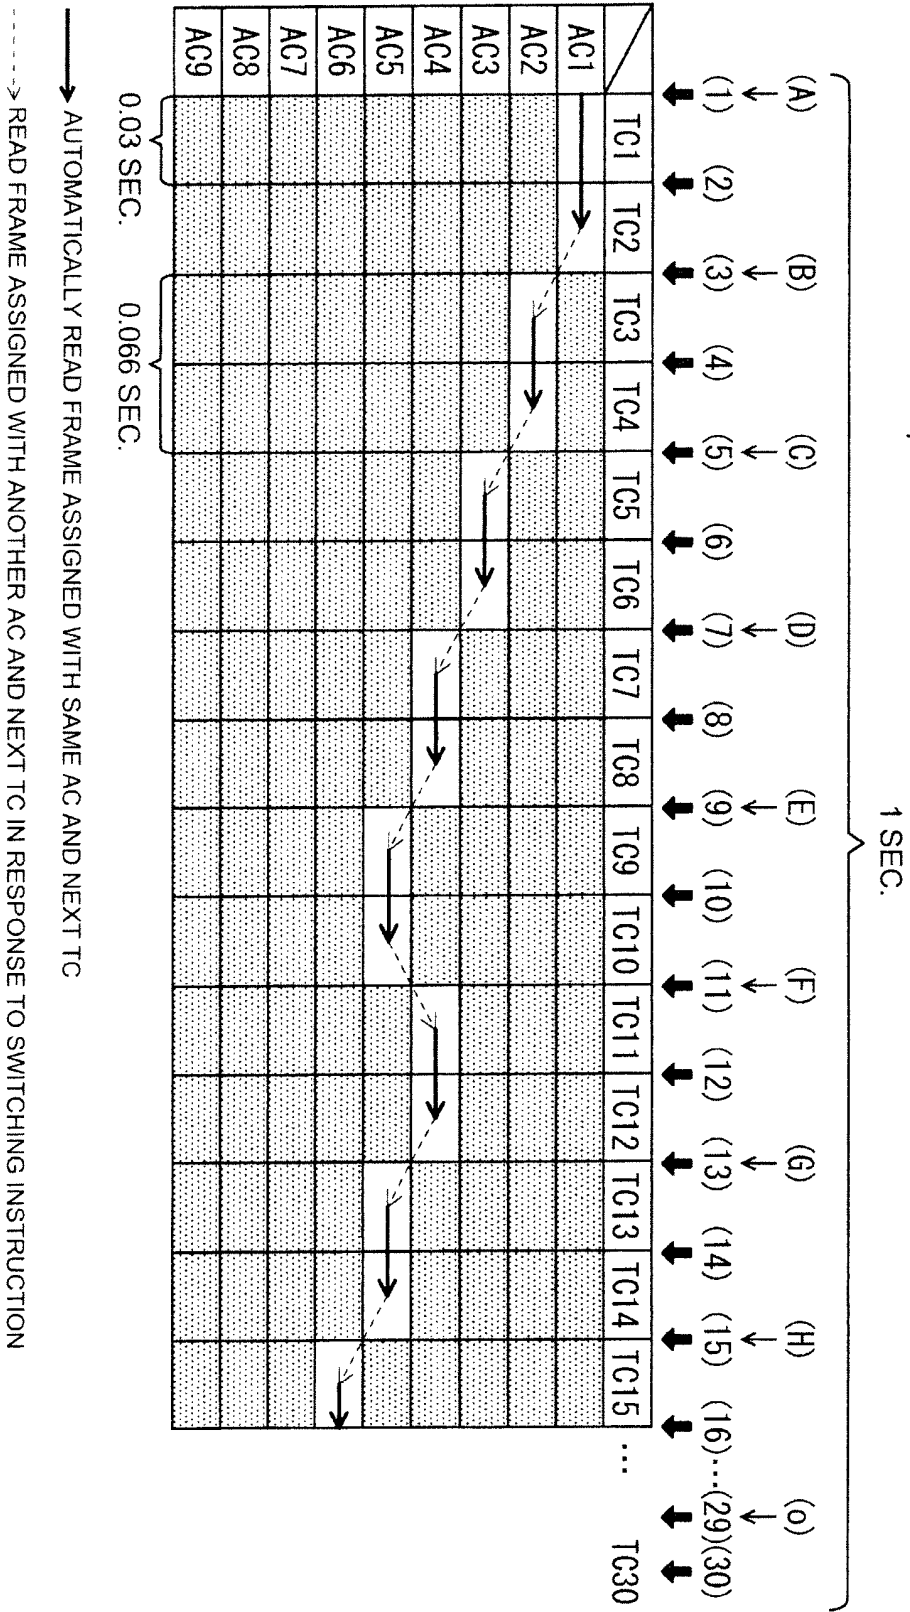 1 SEC.
(A) (B) (C) (D) (E) (F) (G) (H) (o)
(1) (2) (3) (4) (5) (6) (7) (8) (9) (10) (11) (12) (13) (14) (15) (16)...(29)(30)
TC1 TC2 TC3 TC4 TC5 TC6 TC7 TC8 TC9 TC10 TC11 TC12 TC13 TC14 TC15 ... TC30
AC1
AC2
AC3
AC4
AC5
AC6
AC7
AC8
AC9
0.03 SEC. 0.066 SEC.
AUTOMATICALLY READ FRAME ASSIGNED WITH SAME AC AND NEXT TC
READ FRAME ASSIGNED WITH ANOTHER AC AND NEXT TC IN RESPONSE TO SWITCHING INSTRUCTION